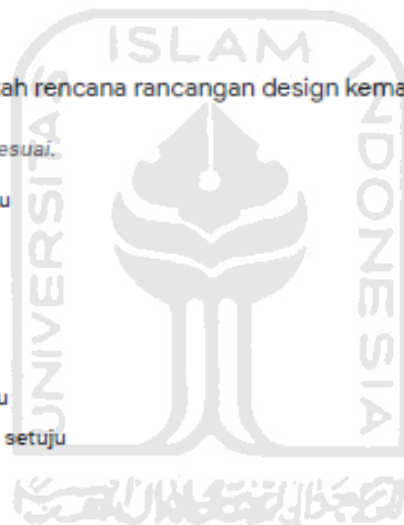 ISLAM
UNIVERSITAS
INDONESIA
ah rencana rancangan design kema
esuai.
u
u
setuju